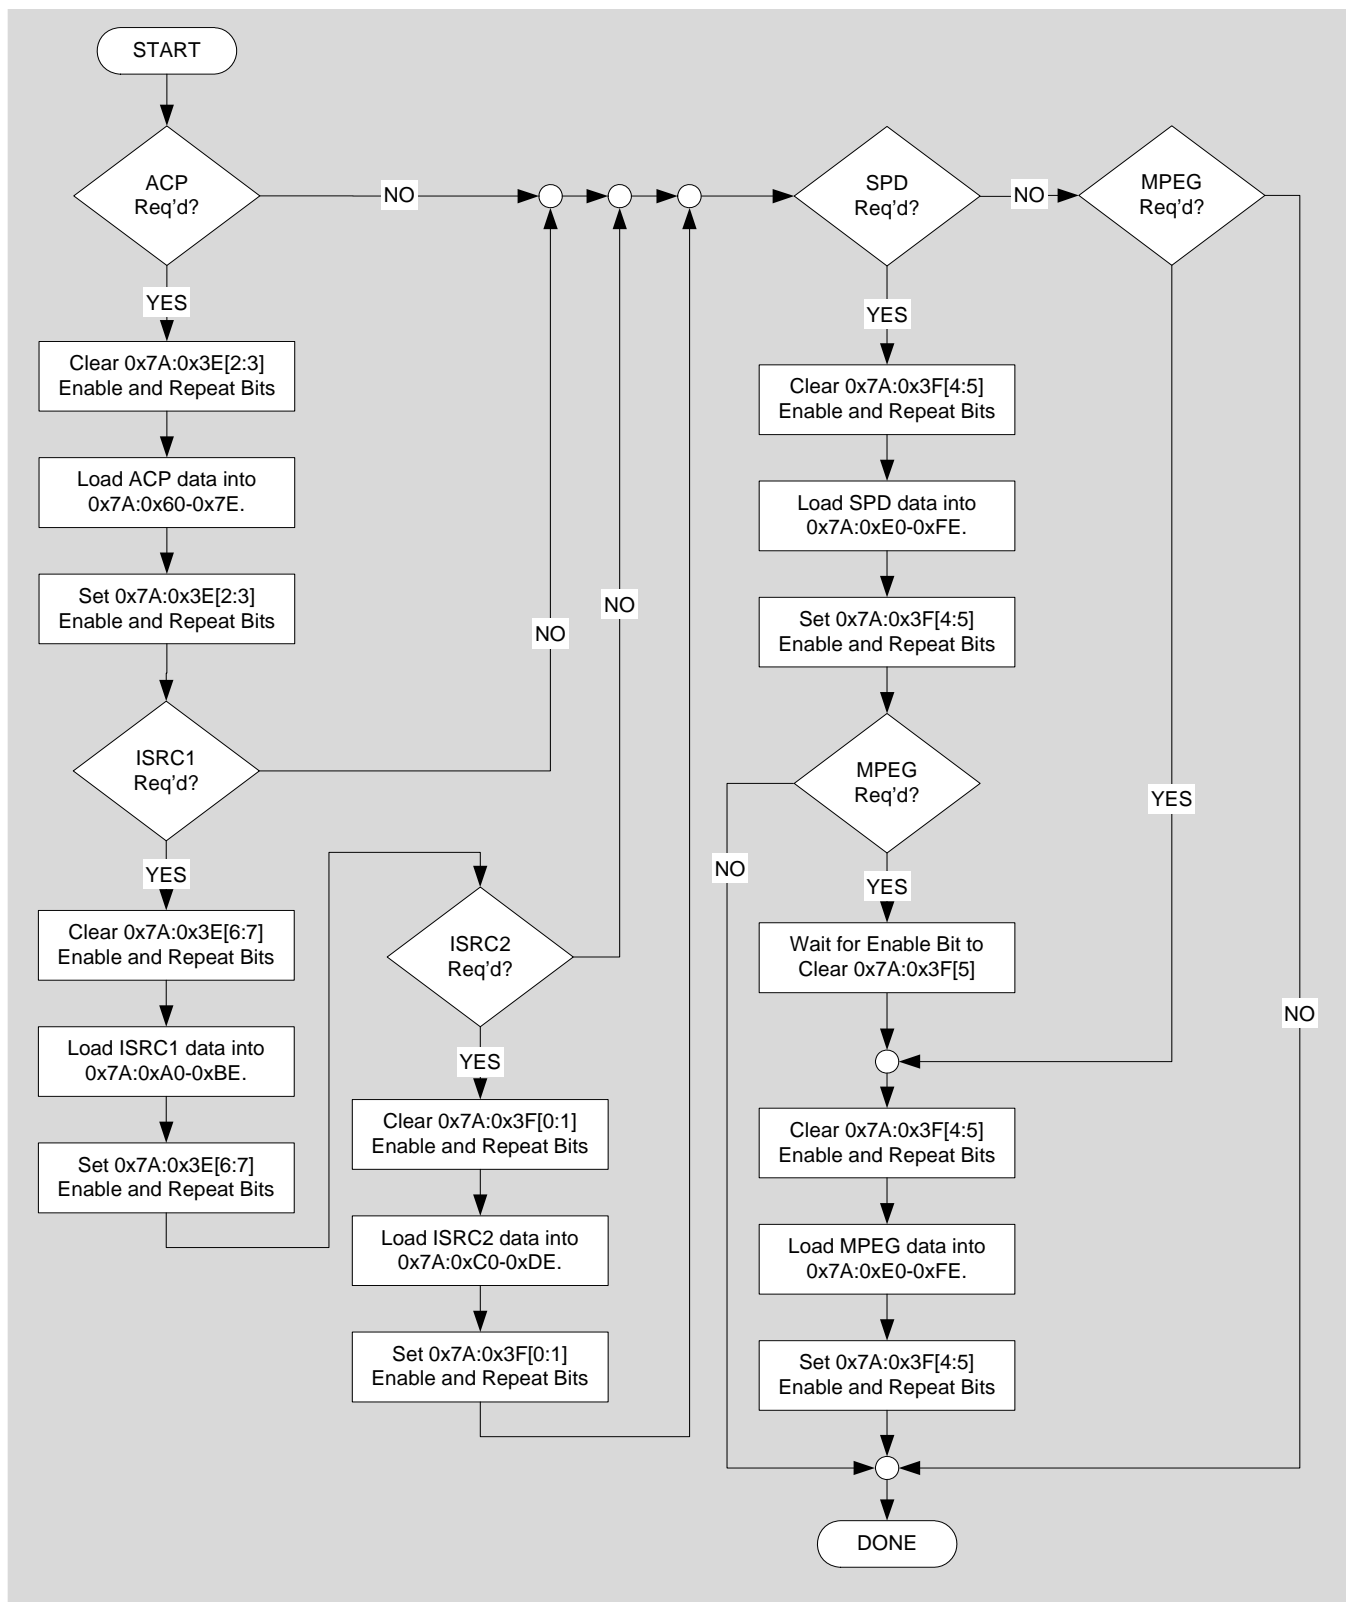 START
ACP
Req'd?
NO
YES
Clear 0x7A:0x3E[2:3]
Enable and Repeat Bits
Load ACP data into
0x7A:0x60-0x7E.
Set 0x7A:0x3E[2:3]
Enable and Repeat Bits
ISRC1
Req'd?
NO
YES
Clear 0x7A:0x3E[6:7]
Enable and Repeat Bits
Load ISRC1 data into
0x7A:0xA0-0xBE.
Set 0x7A:0x3E[6:7]
Enable and Repeat Bits
ISRC2
Req'd?
NO
YES
Clear 0x7A:0x3F[0:1]
Enable and Repeat Bits
Load ISRC2 data into
0x7A:0xC0-0xDE.
Set 0x7A:0x3F[0:1]
Enable and Repeat Bits
SPD
Req'd?
NO
YES
Clear 0x7A:0x3F[4:5]
Enable and Repeat Bits
Load SPD data into
0x7A:0xE0-0xFE.
Set 0x7A:0x3F[4:5]
Enable and Repeat Bits
MPEG
Req'd?
NO
YES
Wait for Enable Bit to
Clear 0x7A:0x3F[5]
Clear 0x7A:0x3F[4:5]
Enable and Repeat Bits
Load MPEG data into
0x7A:0xE0-0xFE.
Set 0x7A:0x3F[4:5]
Enable and Repeat Bits
MPEG
Req'd?
YES
NO
DONE